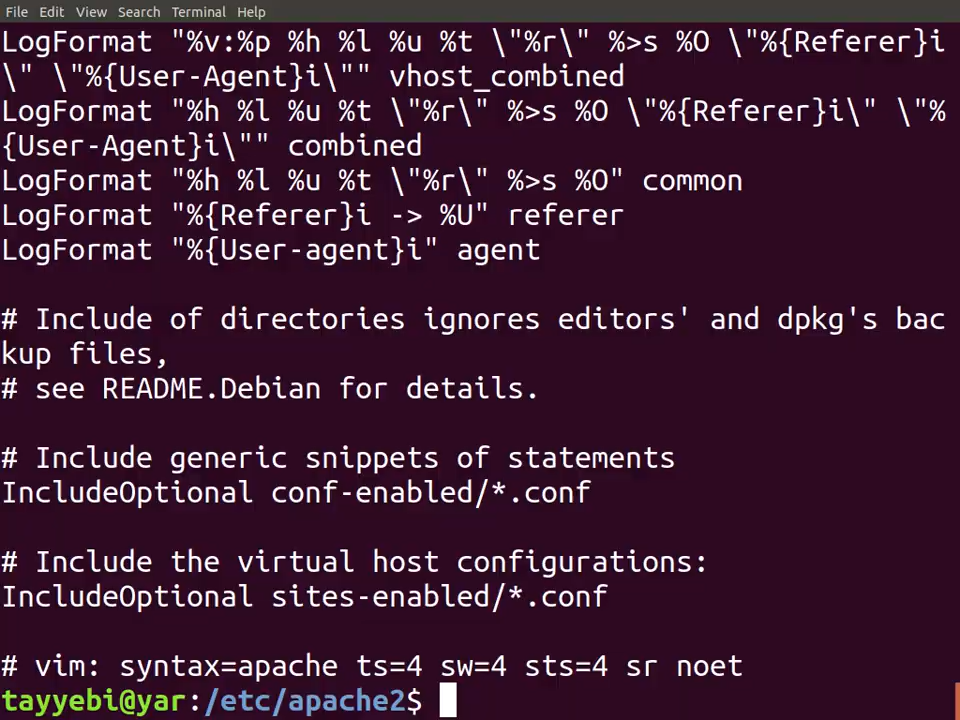 File Edit View Search Terminal Help
LogFormat "%v:%p %h %l %u %t \"%r\" %>s %O \"%{Referer}i
\" \"%{User-Agent}i\"" vhost_combined
LogFormat "%h %l %u %t \"%r\" %>s %O \"%{Referer}i\" \"%
{User-Agent}i\"" combined
LogFormat "%h %l %u %t \"%r\" %>s %O" common
LogFormat "%{Referer}i -> %U" referer
LogFormat "%{User-agent}i" agent
# Include of directories ignores editors' and dpkg's bac
kup files,
# see README.Debian for details.
# Include generic snippets of statements
IncludeOptional conf-enabled/*.conf
# Include the virtual host configurations:
IncludeOptional sites-enabled/*.conf
# vim: syntax=apache ts=4 sw=4 sts=4 sr noet
tayyebi@yar:/etc/apache2$